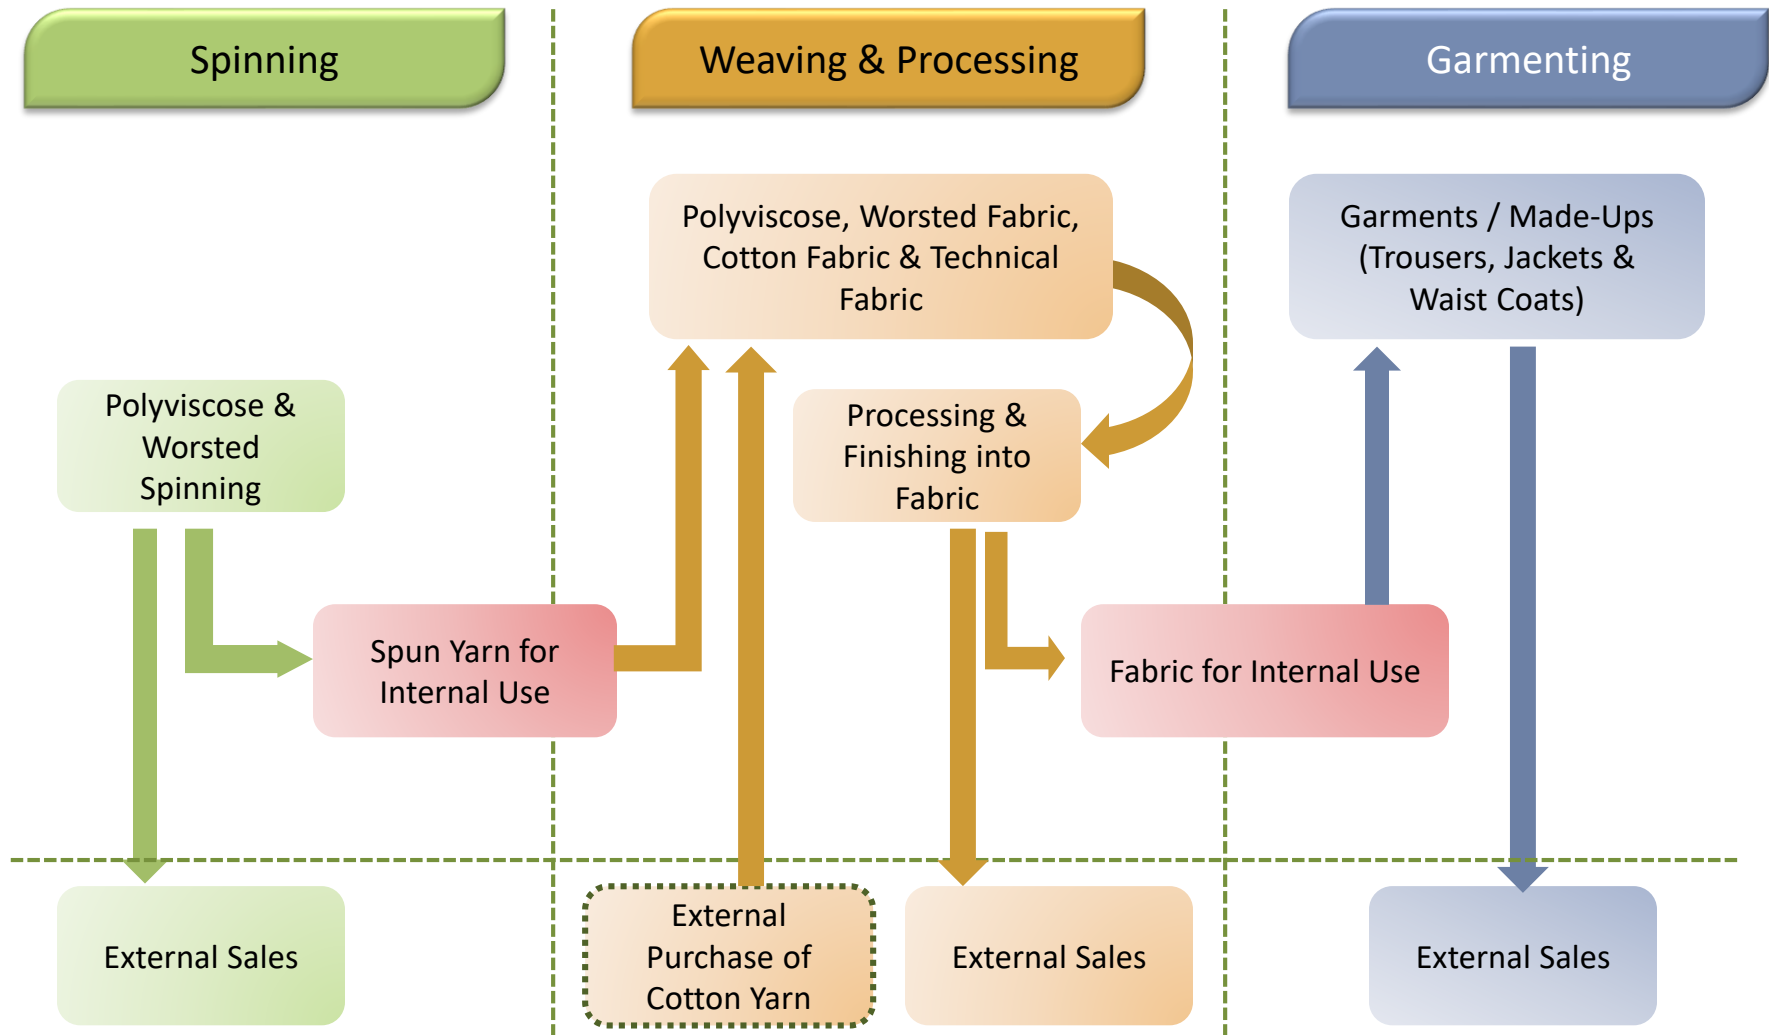 Spinning
Weaving & Processing
Garmenting
Polyviscose, Worsted Fabric,
Cotton Fabric & Technical
Fabric
Garments / Made-Ups
(Trousers, Jackets &
Waist Coats)
Polyviscose &
Worsted
Spinning
Processing &
Finishing into
Fabric
Spun Yarn for
Internal Use
Fabric for Internal Use
External Sales
External
Purchase of
Cotton Yarn
External Sales
External Sales